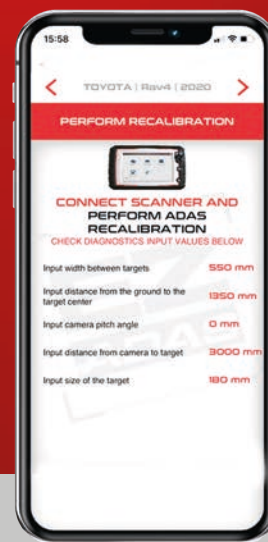 15:58
TOYOTA | Rav4 | 2020
PERFORM RECALIBRATION
CONNECT SCANNER AND
PERFORM ADAS
RECALIBRATION
CHECK DIAGNOSTICS INPUT VALUES BELOW
Input width between targets 550 mm
Input distance from the ground to the
target center 1350 mm
Input camera pitch angle 0 mm
Input distance from camera to target 3000 mm
Input size of the target 180 mm